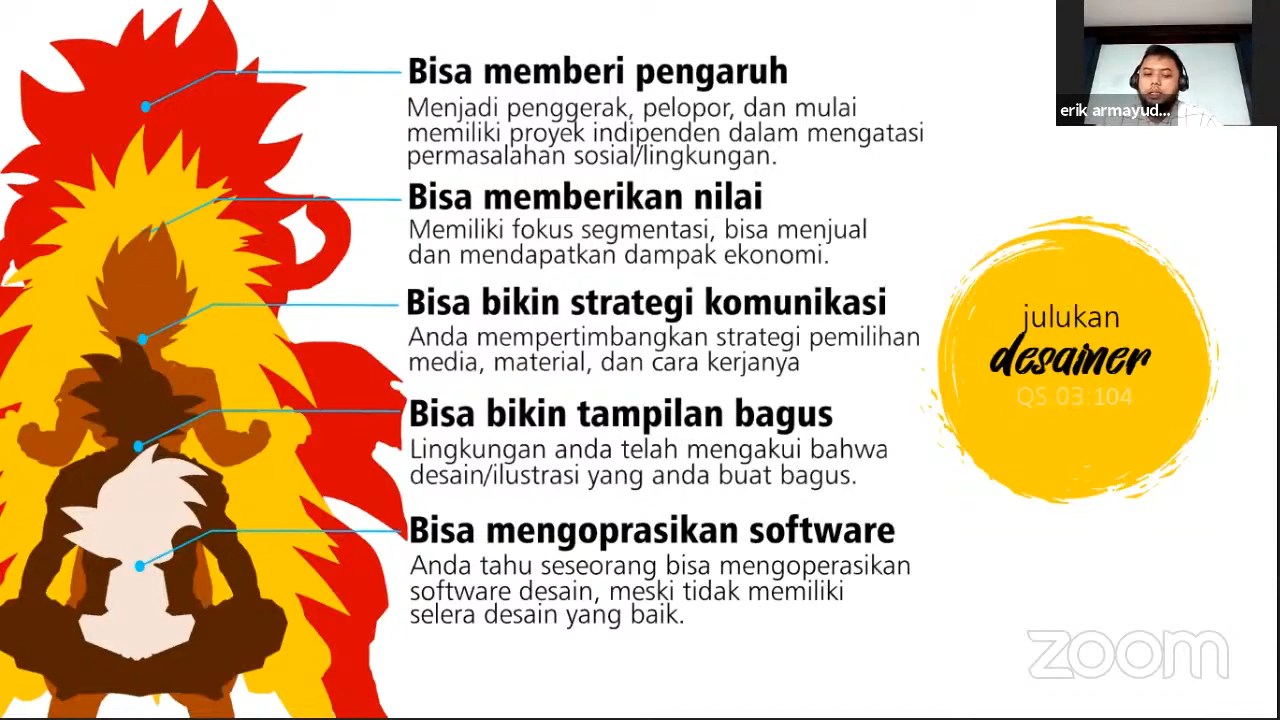 Bisa memberi pengaruh
Menjadi penggerak, pelopor, dan mulai
memiliki proyek indipenden dalam mengatasi
permasalahan sosial/lingkungan.
Bisa memberikan nilai
Memiliki fokus segmentasi, bisa menjual
dan mendapatkan dampak ekonomi.
Bisa bikin strategi komunikasi
Anda mempertimbangkan strategi pemilihan
media, material, dan cara kerjanya
Bisa bikin tampilan bagus
Lingkungan anda telah mengakui bahwa
desain/ilustrasi yang anda buat bagus.
Bisa mengoprasikan software
Anda tahu seseorang bisa mengoperasikan
software desain, meski tidak memiliki
selera desain yang baik.
julukan
desainer
QS 03:104
erik armayud...
zoom